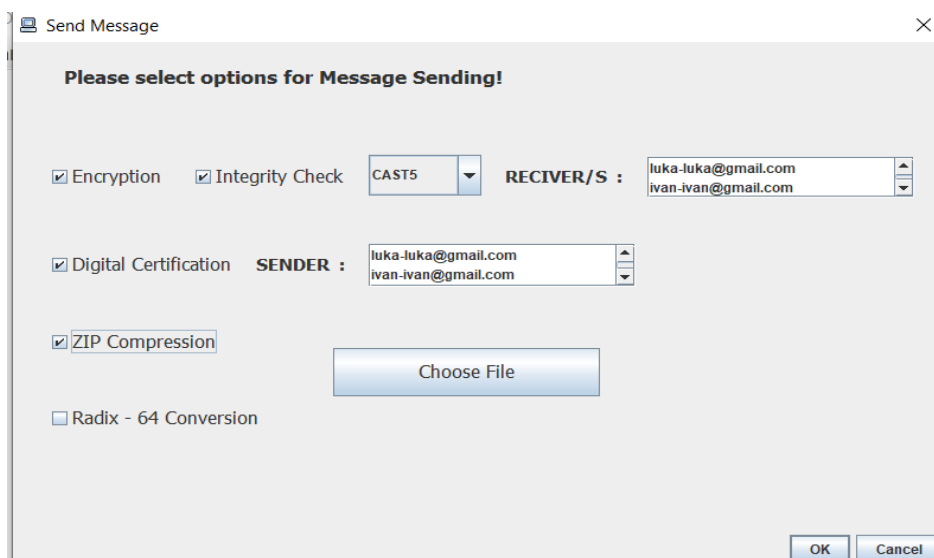 Send Message
Please select options for Message Sending!
Encryption Integrity Check CAST5 RECIVER/S : luka-luka@gmail.com
ivan-ivan@gmail.com
Digital Certification SENDER : luka-luka@gmail.com
ivan-ivan@gmail.com
ZIP Compression
Choose File
Radix - 64 Conversion
OK Cancel